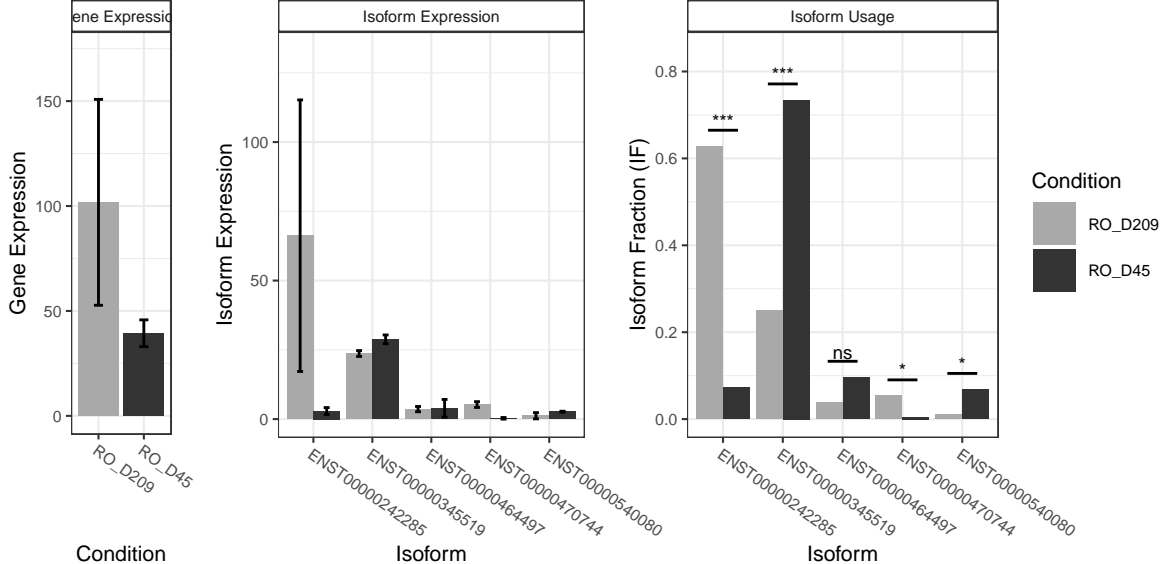 ene Expressio
Gene Expression
150
100
50
0
RO_D209
RO_D45
Condition
Isoform Expression
Isoform Expression
100
50
0
ENST00000242285
ENST00000345519
ENST00000464497
ENST00000470744
ENST00000540080
Isoform
Isoform Usage
Isoform Fraction (IF)
0.8
0.6
0.4
0.2
0.0
***
***
ns
*
*
ENST00000242285
ENST00000345519
ENST00000464497
ENST00000470744
ENST00000540080
Isoform
Condition
RO_D209
RO_D45